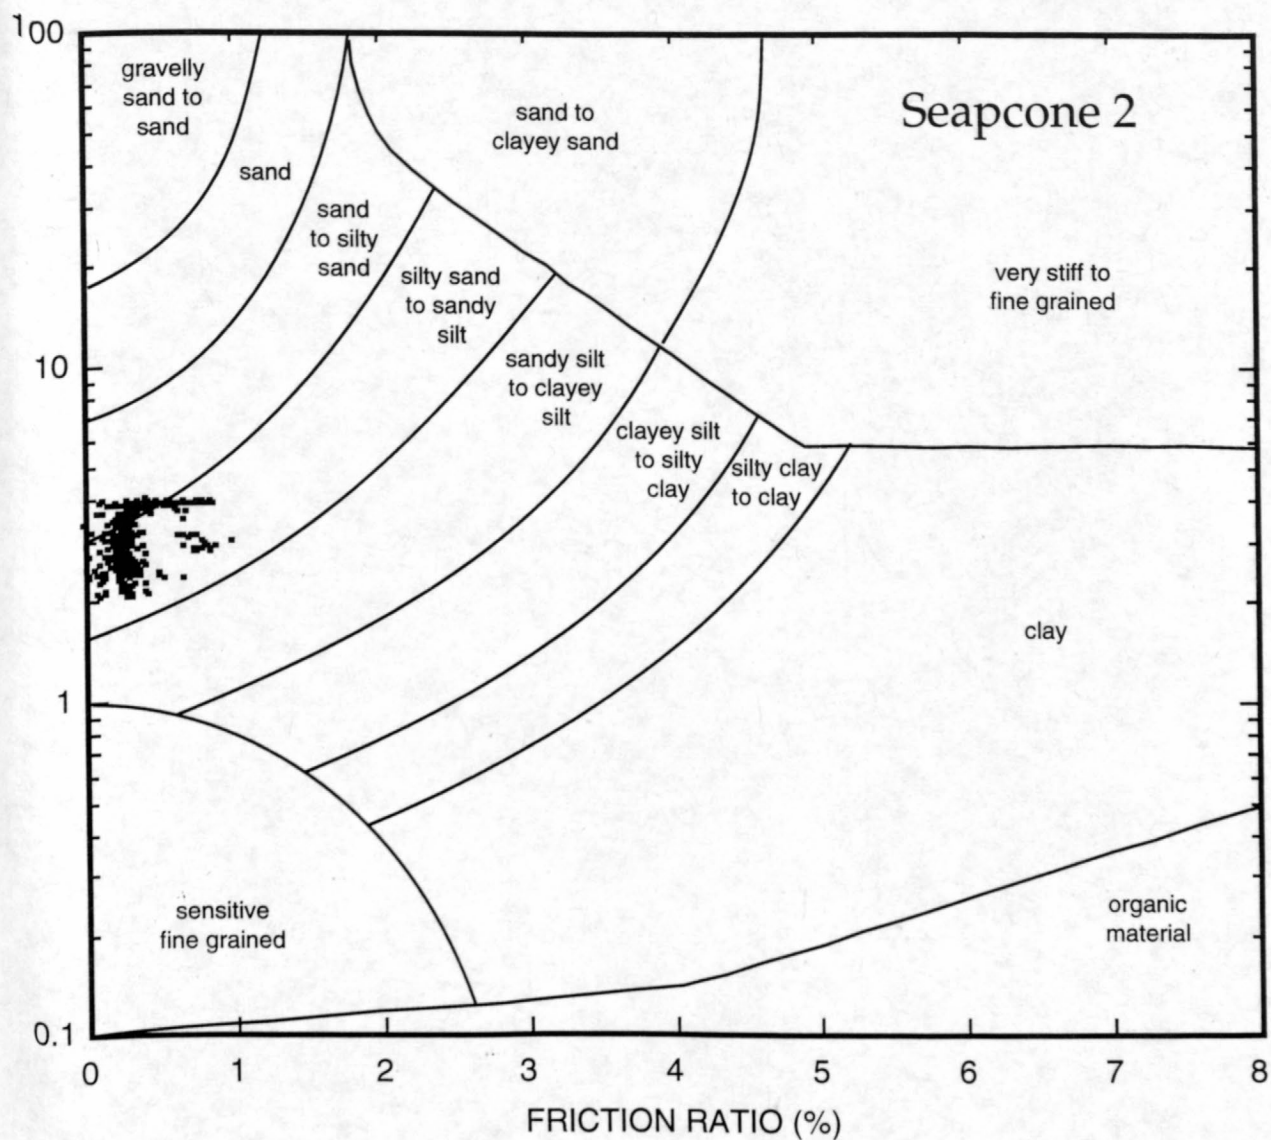 100
gravelly
sand to
sand
sand to
clayey sand
Seapcone 2
sand
sand
to silty
sand
silty sand
to sandy
silt
very stiff to
fine grained
10
sandy silt
to clayey
silt
clayey silt
to silty
clay
silty clay
to clay
clay
1
sensitive
fine grained
organic
material
0.1
0 1 2 3 4 5 6 7 8
FRICTION RATIO (%)